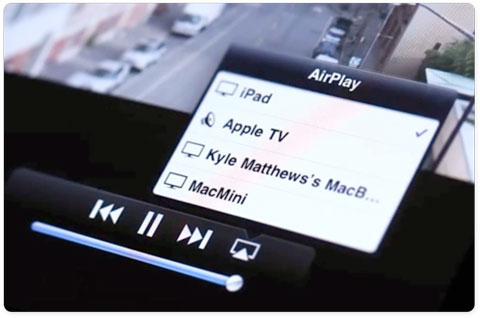 AirPlay
iPad
Apple TV
Kyle Matthews's MacB...
MacMini